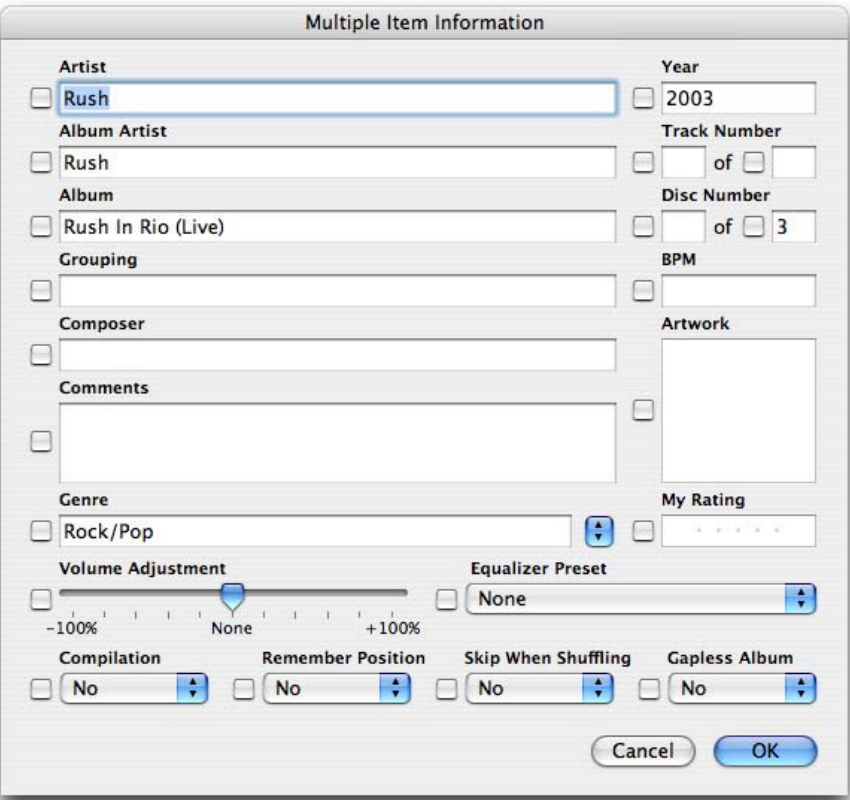 Multiple Item Information
Artist Year
Rush 2003
Album Artist Track Number
Rush of
Album Disc Number
Rush In Rio (Live) of 3
Grouping BPM
Composer Artwork
Comments
Genre My Rating
Rock/Pop
Volume Adjustment Equalizer Preset
None
-100% None +100%
Compilation Remember Position Skip When Shuffling Gapless Album
No No No No
Cancel OK